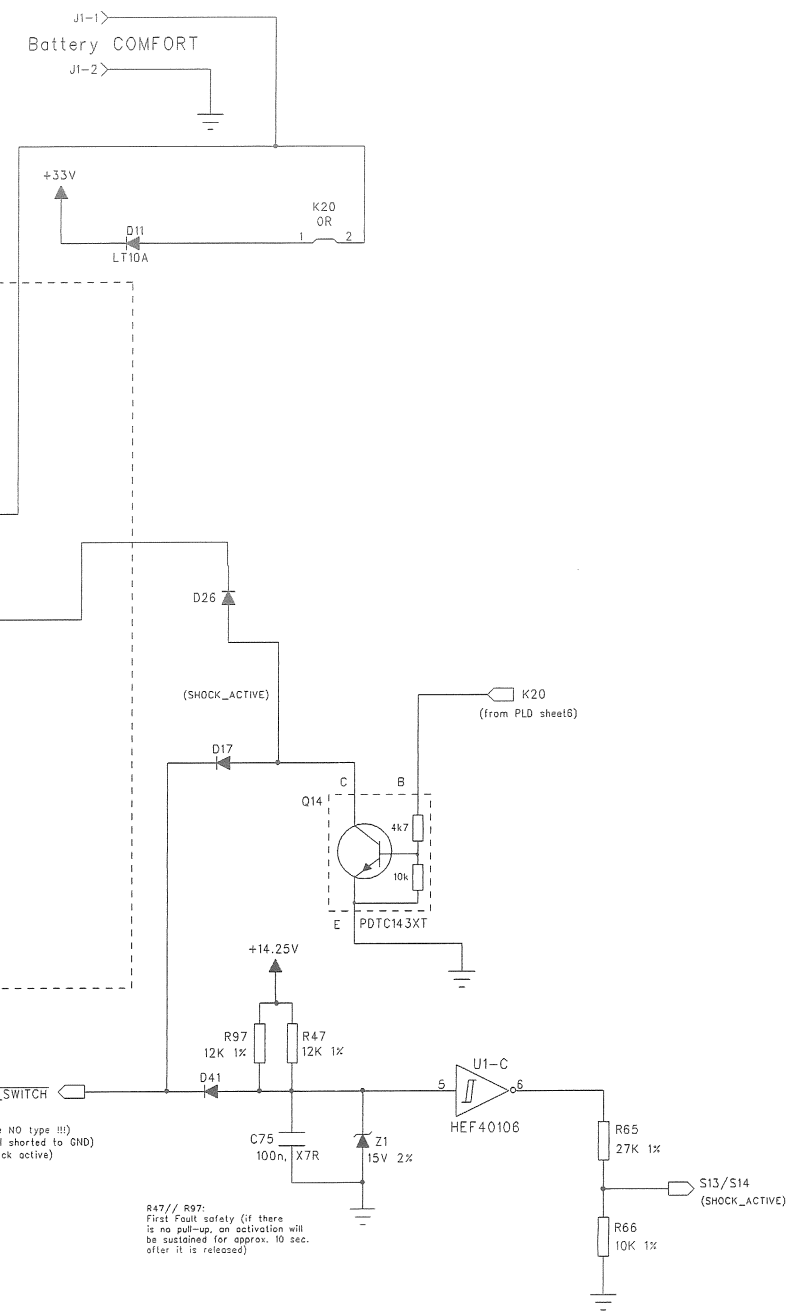 J1-1
Battery COMFORT
J1-2
+33V
K20
0R
D11
1
2
LT10A
D26
(SHOCK_ACTIVE)
K20
(from PLD sheet6)
D17
C
B
Q14
4k7
10k
E
PDTC143XT
+14.25V
R97
12K 1%
R47
12K 1%
U1-C
_SWITCH
D41
5
6
HEF40106
R65
27K 1%
e NO type !!!)
l shorted to GND)
ck active)
C75
100n, X7R
Z1
15V 2%
S13/S14
(SHOCK_ACTIVE)
R47// R97:
First Fault safety (if there
is no pull-up, an activation will
be sustained for approx. 10 sec.
after it is released)
R66
10K 1%